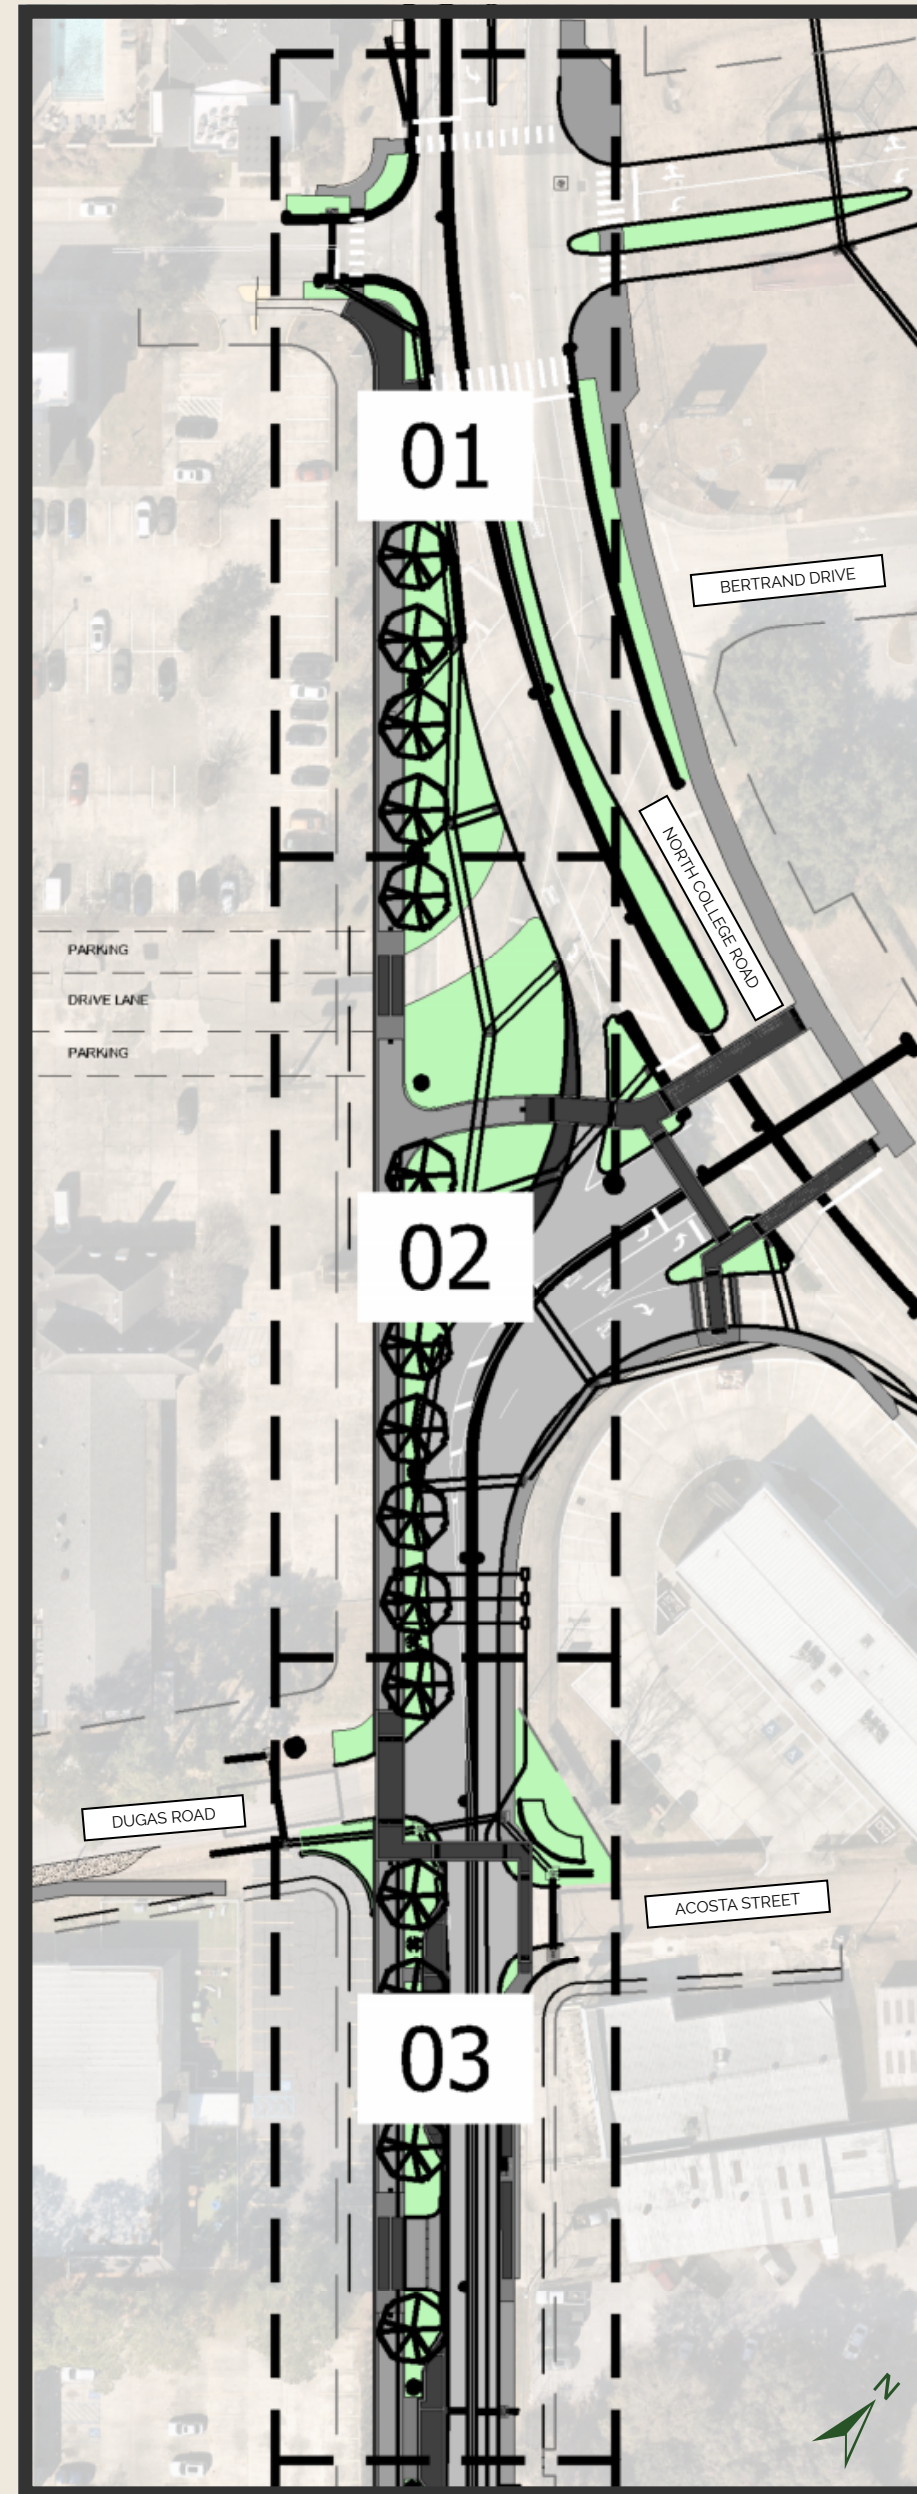 01
BERTRAND DRIVE
NORTH COLLEGE ROAD
PARKING
DRIVE LANE
PARKING
02
DUGAS ROAD
ACOSTA STREET
03
N